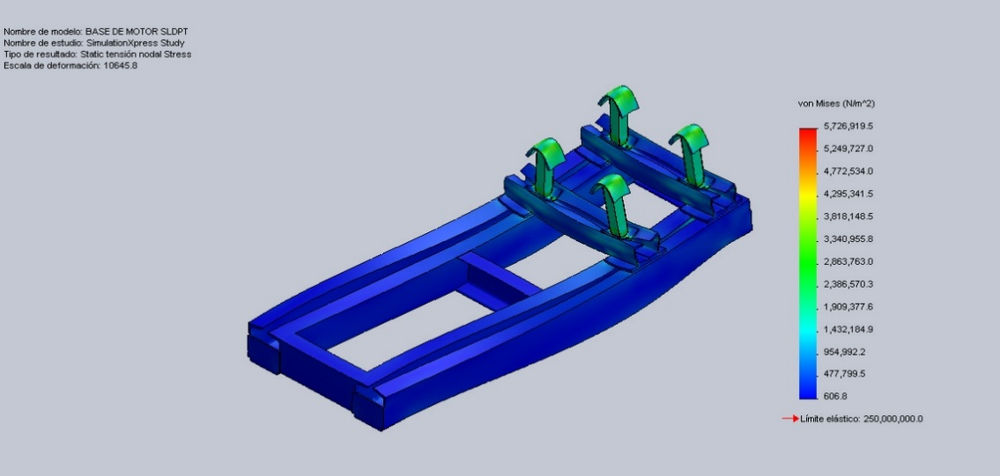 Nombre de modelo: BASE DE MOTOR SLDPT
Nombre de estudio: SimulationXpress Study
Tipo de resultado: Static tensión nodal Stress
Escala de deformación: 10645.8
von Mises (N/m^2)
5,726,919.5
5,249,727.0
4,772,534.0
4,295,341.5
3,818,148.5
3,340,955.8
2,863,763.0
2,386,570.3
1,909,377.6
1,432,184.9
954,992.2
477,799.5
606.8
Límite elástico: 250,000,000.0